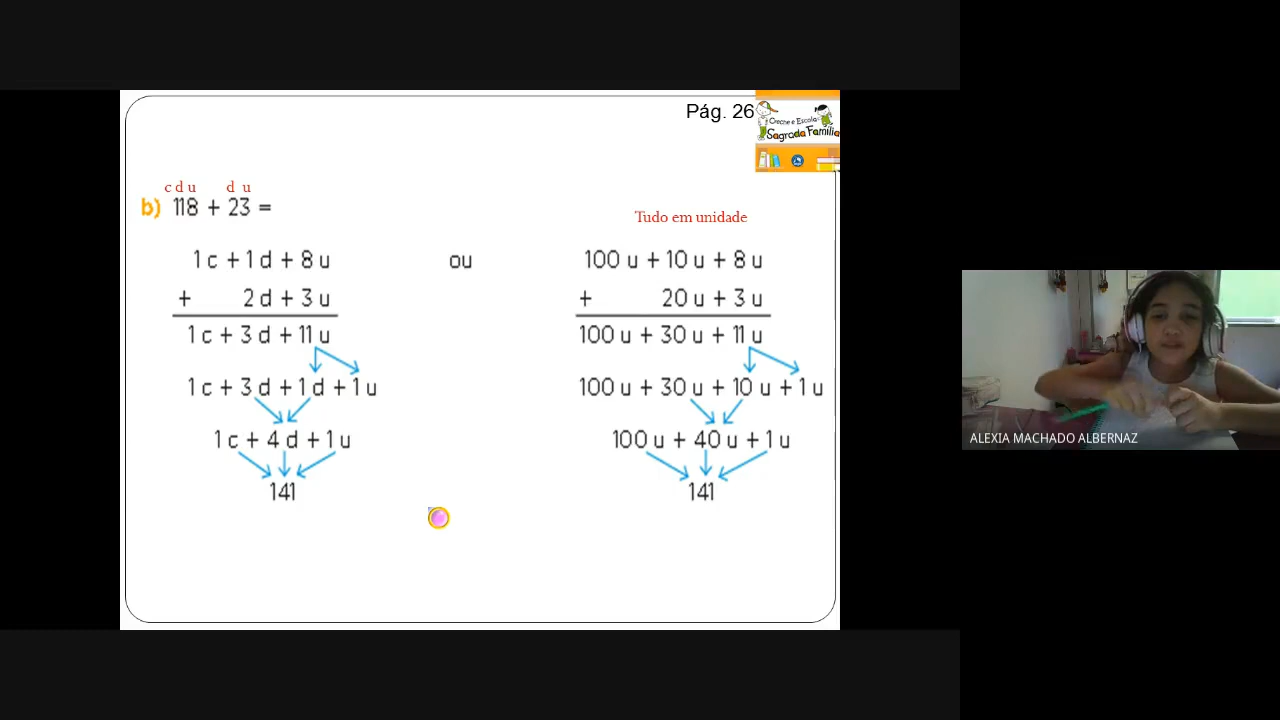 Pág. 26
Creche e Escola
Sagrada Família
c d u d u
b) 118 + 23 =
Tudo em unidade
1 c + 1 d + 8 u
+ 2 d + 3 u
1 c + 3 d + 11 u
1 c + 3 d + 1 d + 1 u
1 c + 4 d + 1 u
141
ou
100 u + 10 u + 8 u
+ 20 u + 3 u
100 u + 30 u + 11 u
100 u + 30 u + 10 u + 1 u
100 u + 40 u + 1 u
141
ALEXIA MACHADO ALBERNAZ